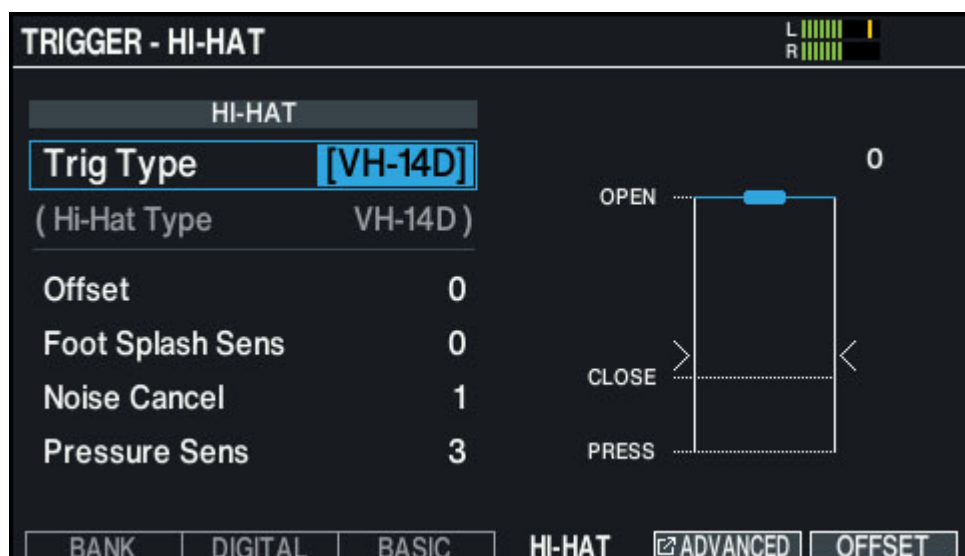 TRIGGER - HI-HAT
L
R
HI-HAT
Trig Type [VH-14D]
( Hi-Hat Type VH-14D )
Offset 0
Foot Splash Sens 0
Noise Cancel 1
Pressure Sens 3
0
OPEN
CLOSE
PRESS
BANK DIGITAL BASIC HI-HAT ADVANCED OFFSET